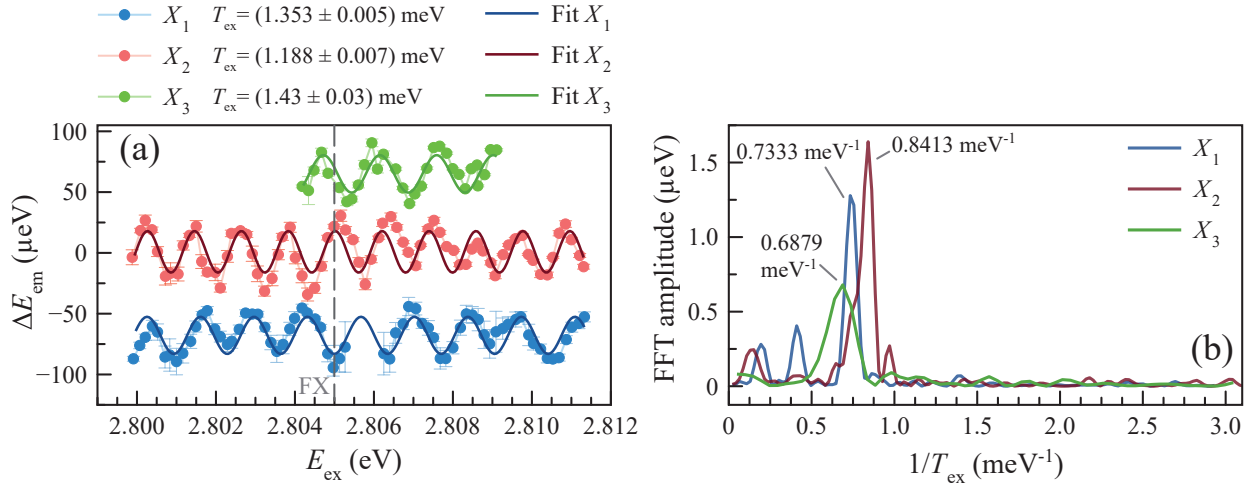 X₁ Tₑₓ= (1.353 ± 0.005) meV Fit X₁
X₂ Tₑₓ= (1.188 ± 0.007) meV Fit X₂
X₃ Tₑₓ= (1.43 ± 0.03) meV Fit X₃
(a)
100
50
0
−50
−100
ΔEₑₘ (µeV)
FX
2.800 2.802 2.804 2.806 2.808 2.810 2.812
Eₑₓ (eV)
0.7333 meV⁻¹
0.8413 meV⁻¹
0.6879
meV⁻¹
X₁
X₂
X₃
(b)
1.5
1.0
0.5
0
FFT amplitude (µeV)
0 0.5 1.0 1.5 2.0 2.5 3.0
1/Tₑₓ (meV⁻¹)